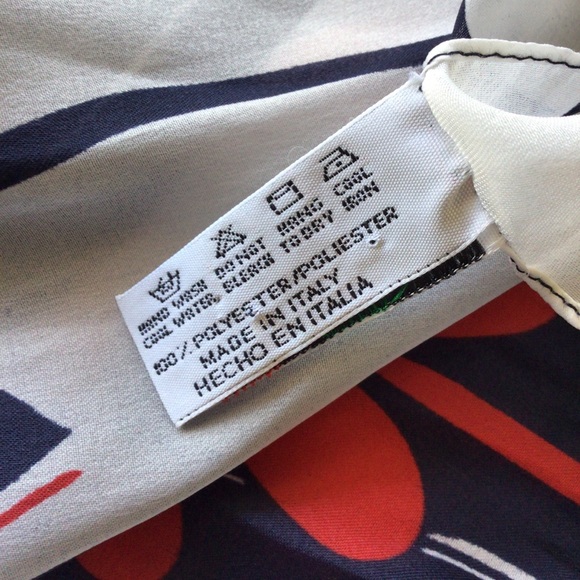 HAND WASH
COOL WATER
DO NOT
BLEACH
HANG
TO DRY
COOL
IRON
100% POLYESTER/POLIESTER
MADE IN ITALY
HECHO EN ITALIA